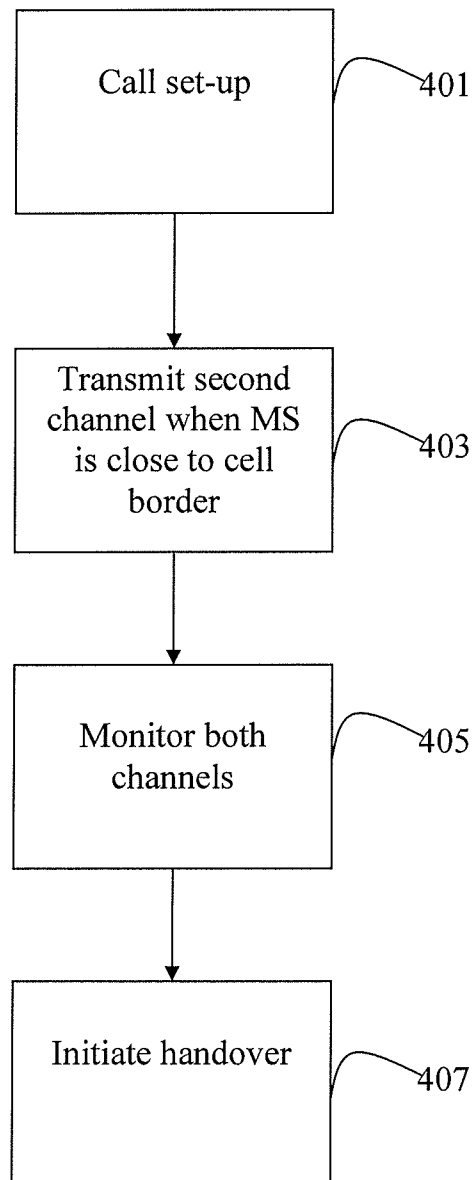 Call set-up
401
Transmit second
channel when MS
is close to cell
border
403
Monitor both
channels
405
Initiate handover
407